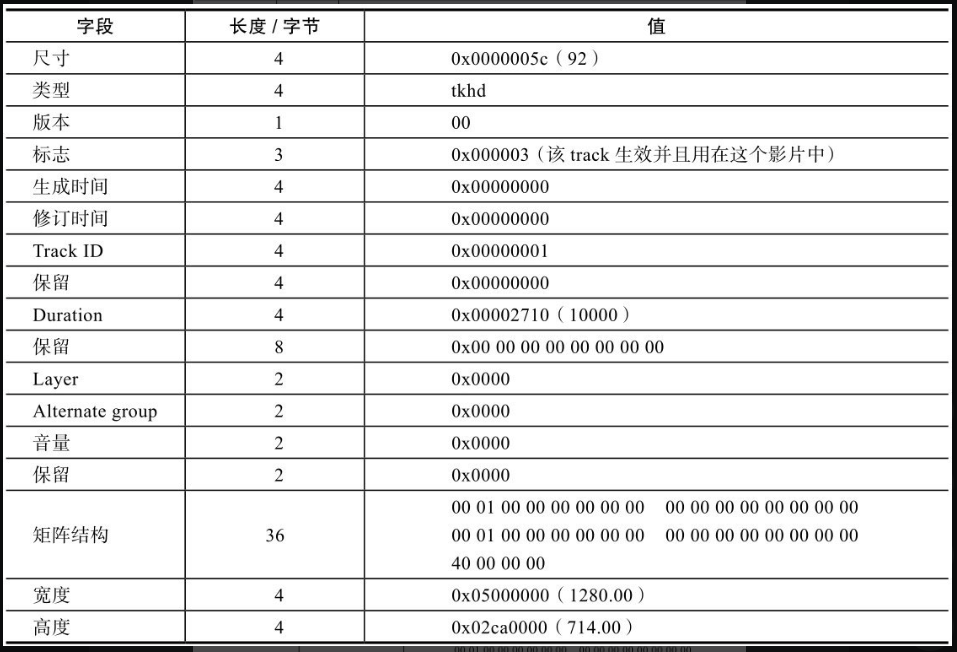 字段 长度 / 字节 值
尺寸 4 0x0000005c（92）
类型 4 tkhd
版本 1 00
标志 3 0x000003（该 track 生效并且用在这个影片中）
生成时间 4 0x00000000
修订时间 4 0x00000000
Track ID 4 0x00000001
保留 4 0x00000000
Duration 4 0x00002710（10000）
保留 8 0x00 00 00 00 00 00 00 00
Layer 2 0x0000
Alternate group 2 0x0000
音量 2 0x0000
保留 2 0x0000
矩阵结构 36 00 01 00 00 00 00 00 00 00 00 00 00 00 00 00 00
00 01 00 00 00 00 00 00 00 00 00 00 00 00 00 00
40 00 00 00
宽度 4 0x05000000（1280.00）
高度 4 0x02ca0000（714.00）